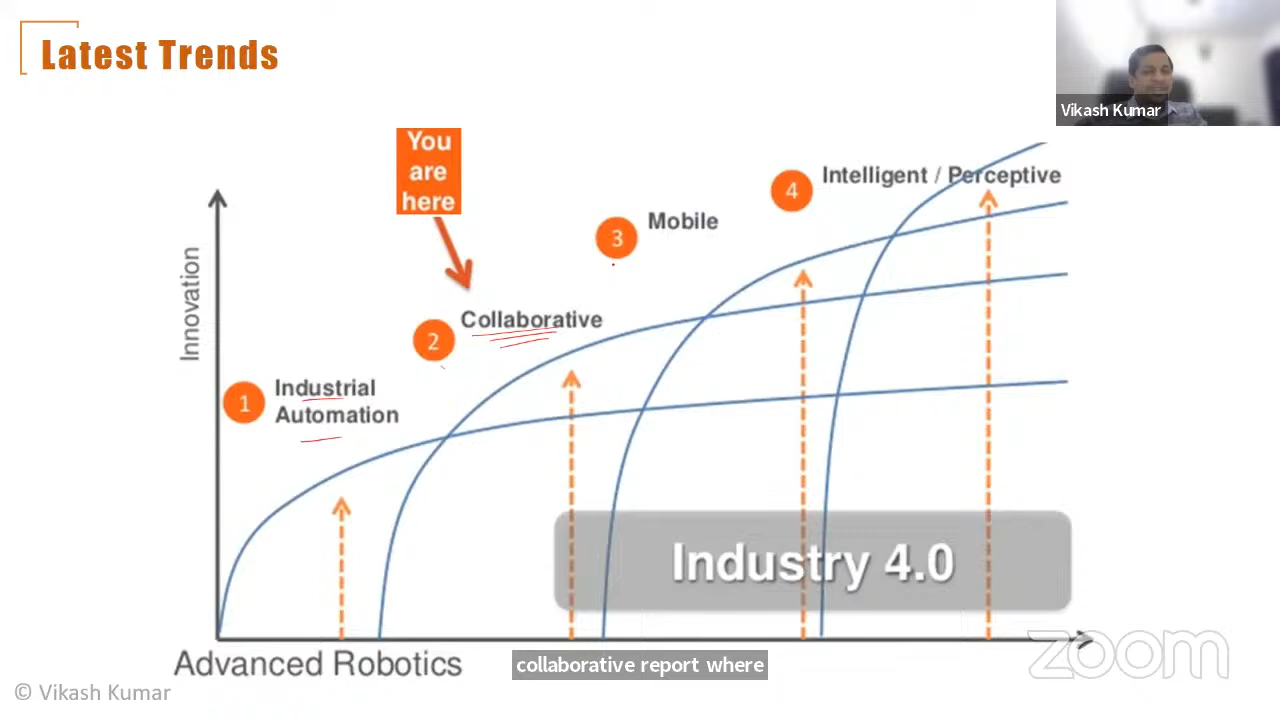 Latest Trends
Vikash Kumar
You
are
here
4
Intelligent / Perceptive
3
Mobile
Innovation
2
Collaborative
1
Industrial
Automation
Industry 4.0
Advanced Robotics
collaborative report where
zoom
© Vikash Kumar